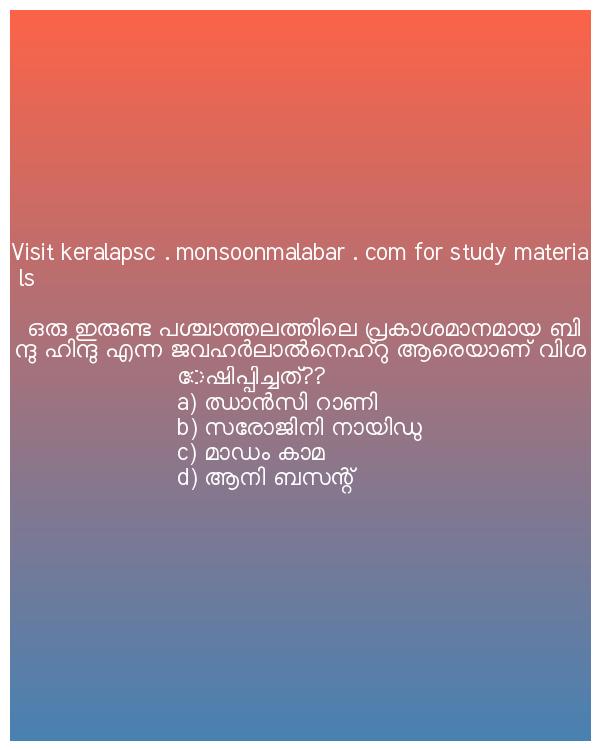 Visit keralapsc . monsoonmalabar . com for study materia
ls
ഒരു ഇരുണ്ട പശ്ചാത്തലത്തിലെ പ്രകാശമാനമായ ബി
ന്ദു ഹിന്ദു എന്ന ജവഹർലാൽനെഹ്റു ആരെയാണ് വിശ
േഷിപ്പിച്ചത്??
a) ഝാൻസി റാണി
b) സരോജിനി നായിഡു
c) മാഡം കാമ
d) ആനി ബസന്റ്